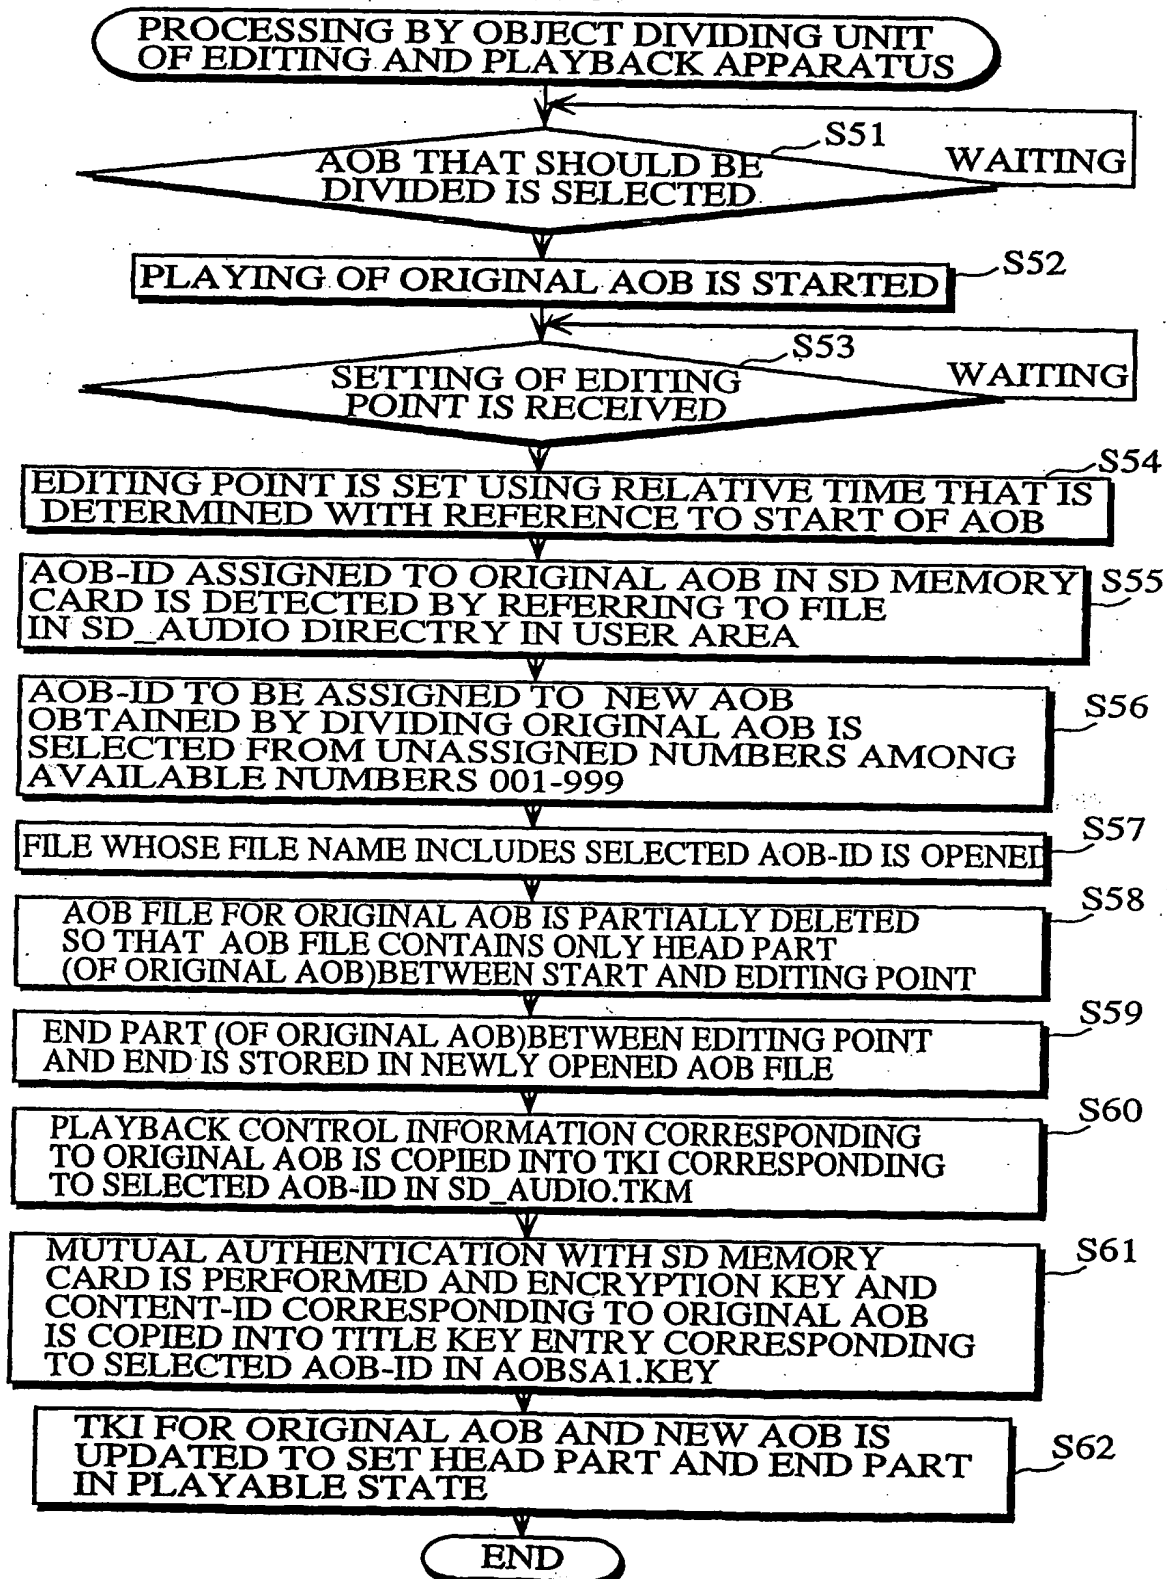 PROCESSING BY OBJECT DIVIDING UNIT
OF EDITING AND PLAYBACK APPARATUS
S51
AOB THAT SHOULD BE
DIVIDED IS SELECTED
WAITING
PLAYING OF ORIGINAL AOB IS STARTED
S52
S53
SETTING OF EDITING
POINT IS RECEIVED
WAITING
S54
EDITING POINT IS SET USING RELATIVE TIME THAT IS
DETERMINED WITH REFERENCE TO START OF AOB
S55
AOB-ID ASSIGNED TO ORIGINAL AOB IN SD MEMORY
CARD IS DETECTED BY REFERRING TO FILE
IN SD_AUDIO DIRECTRY IN USER AREA
S56
AOB-ID TO BE ASSIGNED TO NEW AOB
OBTAINED BY DIVIDING ORIGINAL AOB IS
SELECTED FROM UNASSIGNED NUMBERS AMONG
AVAILABLE NUMBERS 001-999
S57
FILE WHOSE FILE NAME INCLUDES SELECTED AOB-ID IS OPENED
S58
AOB FILE FOR ORIGINAL AOB IS PARTIALLY DELETED
SO THAT AOB FILE CONTAINS ONLY HEAD PART
(OF ORIGINAL AOB)BETWEEN START AND EDITING POINT
S59
END PART (OF ORIGINAL AOB)BETWEEN EDITING POINT
AND END IS STORED IN NEWLY OPENED AOB FILE
S60
PLAYBACK CONTROL INFORMATION CORRESPONDING
TO ORIGINAL AOB IS COPIED INTO TKI CORRESPONDING
TO SELECTED AOB-ID IN SD_AUDIO.TKM
S61
MUTUAL AUTHENTICATION WITH SD MEMORY
CARD IS PERFORMED AND ENCRYPTION KEY AND
CONTENT-ID CORRESPONDING TO ORIGINAL AOB
IS COPIED INTO TITLE KEY ENTRY CORRESPONDING
TO SELECTED AOB-ID IN AOBSA1.KEY
S62
TKI FOR ORIGINAL AOB AND NEW AOB IS
UPDATED TO SET HEAD PART AND END PART
IN PLAYABLE STATE
END